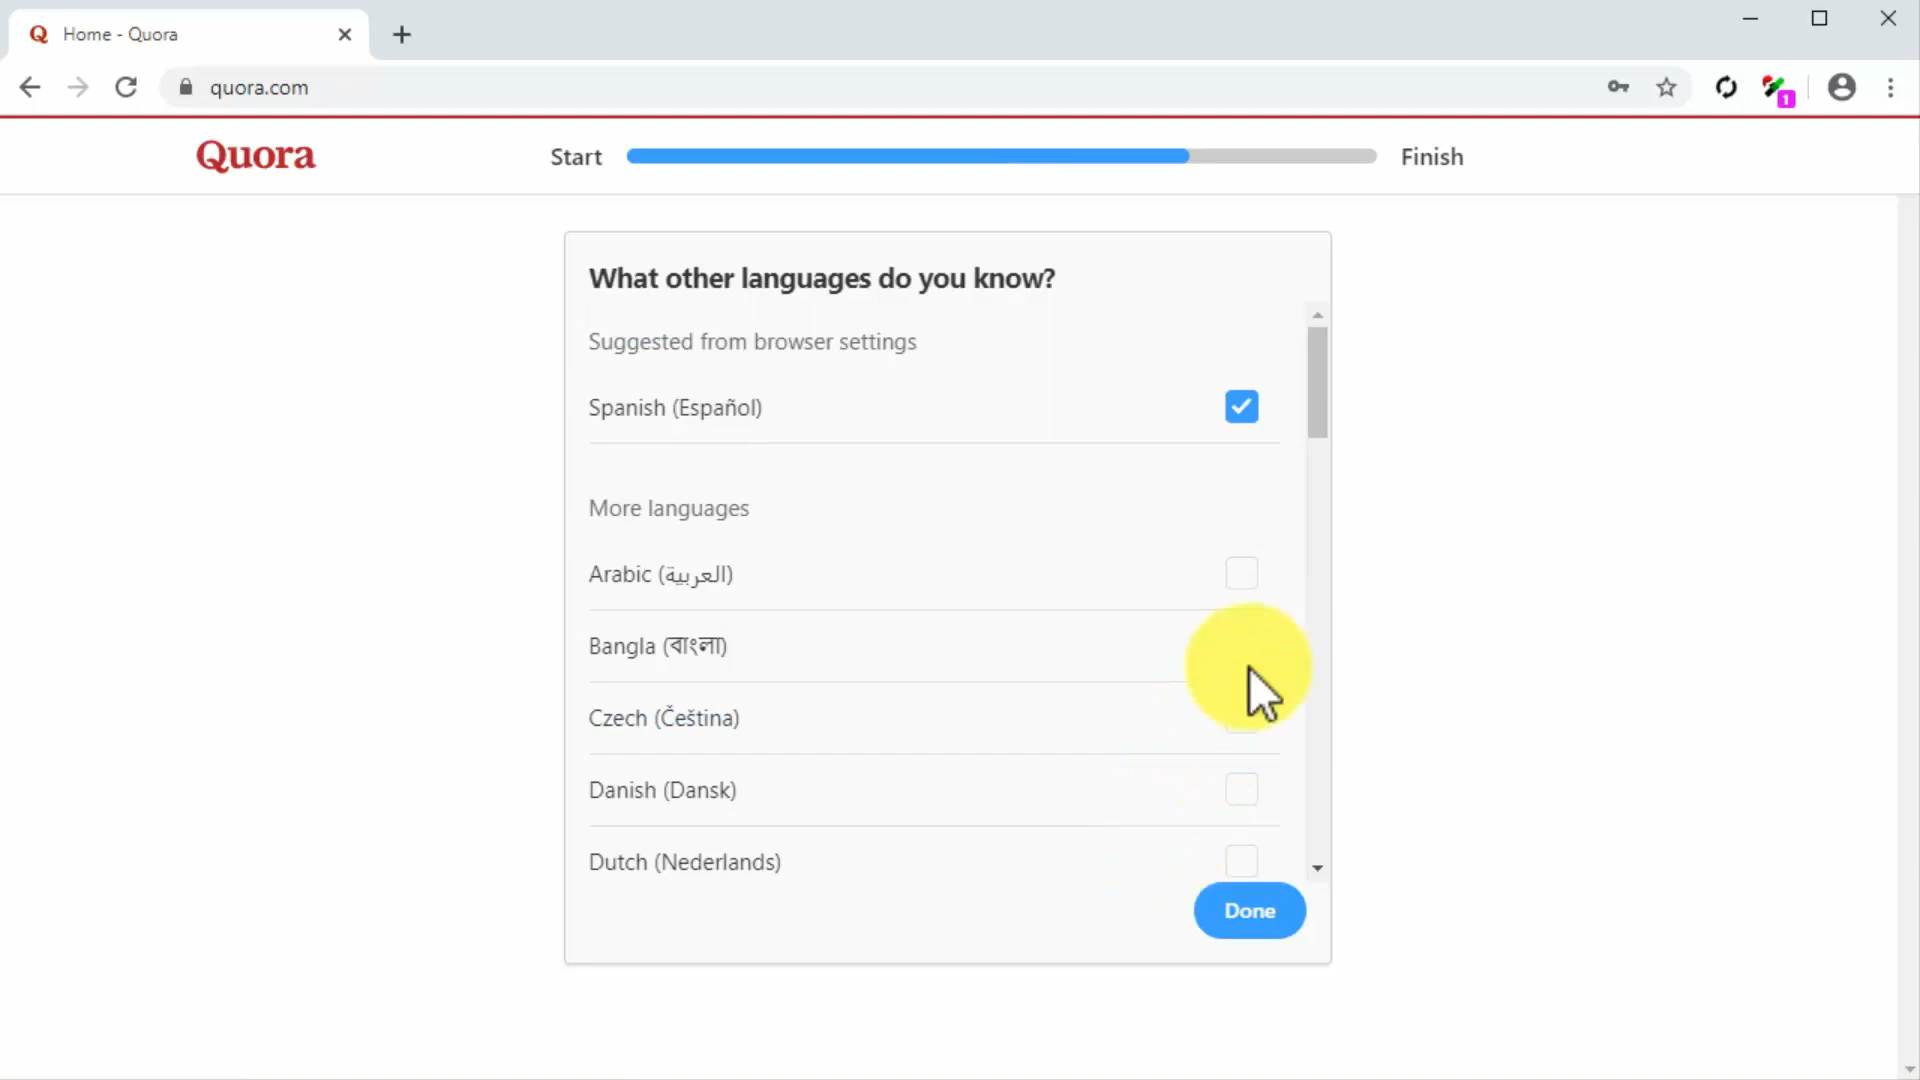 Home - Quora
quora.com
1
Quora
Start
Finish
What other languages do you know?
Suggested from browser settings
Spanish (Español)
More languages
Arabic (العربية)
Bangla (বাংলা)
Czech (Čeština)
Danish (Dansk)
Dutch (Nederlands)
Done